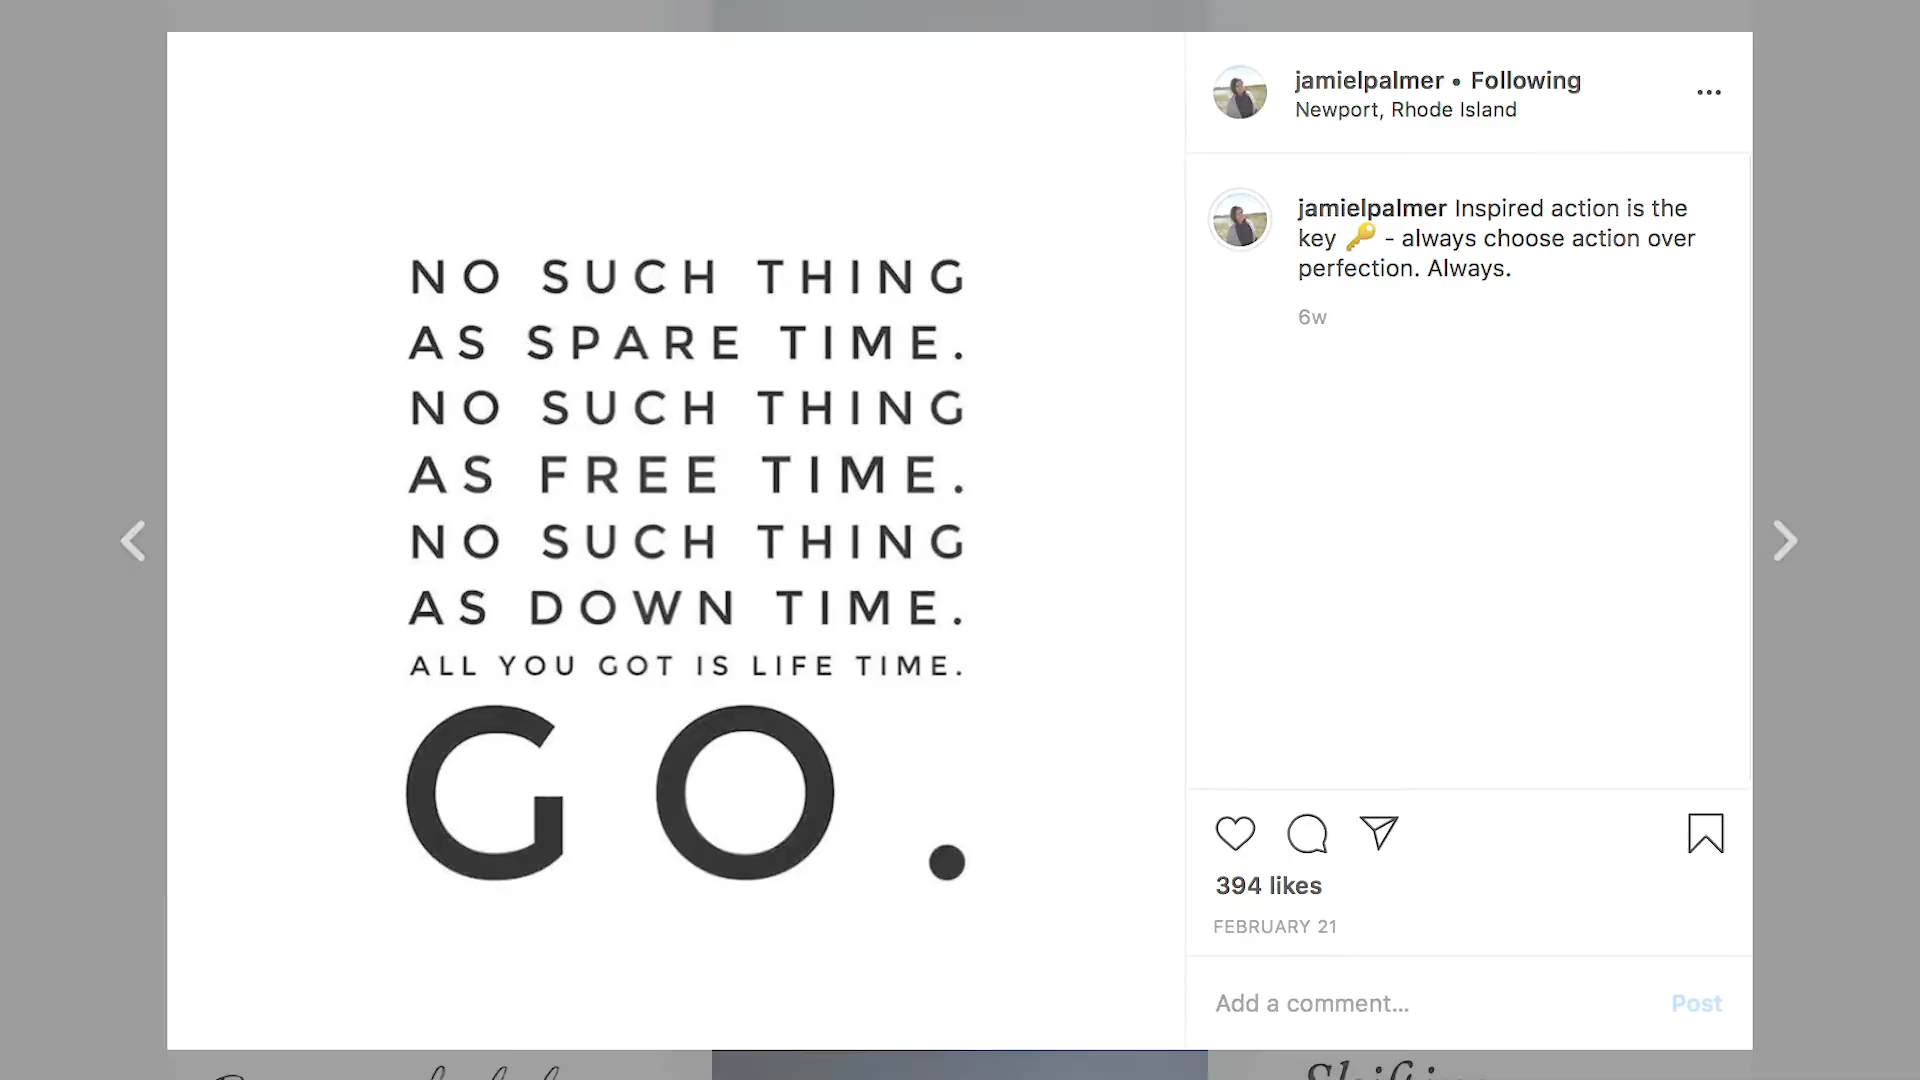 NO SUCH THING
AS SPARE TIME.
NO SUCH THING
AS FREE TIME.
NO SUCH THING
AS DOWN TIME.
ALL YOU GOT IS LIFE TIME.
GO.
jamielpalmer • Following
Newport, Rhode Island
jamielpalmer Inspired action is the
key 🔑 - always choose action over
perfection. Always.
6w
394 likes
FEBRUARY 21
Add a comment...
Post